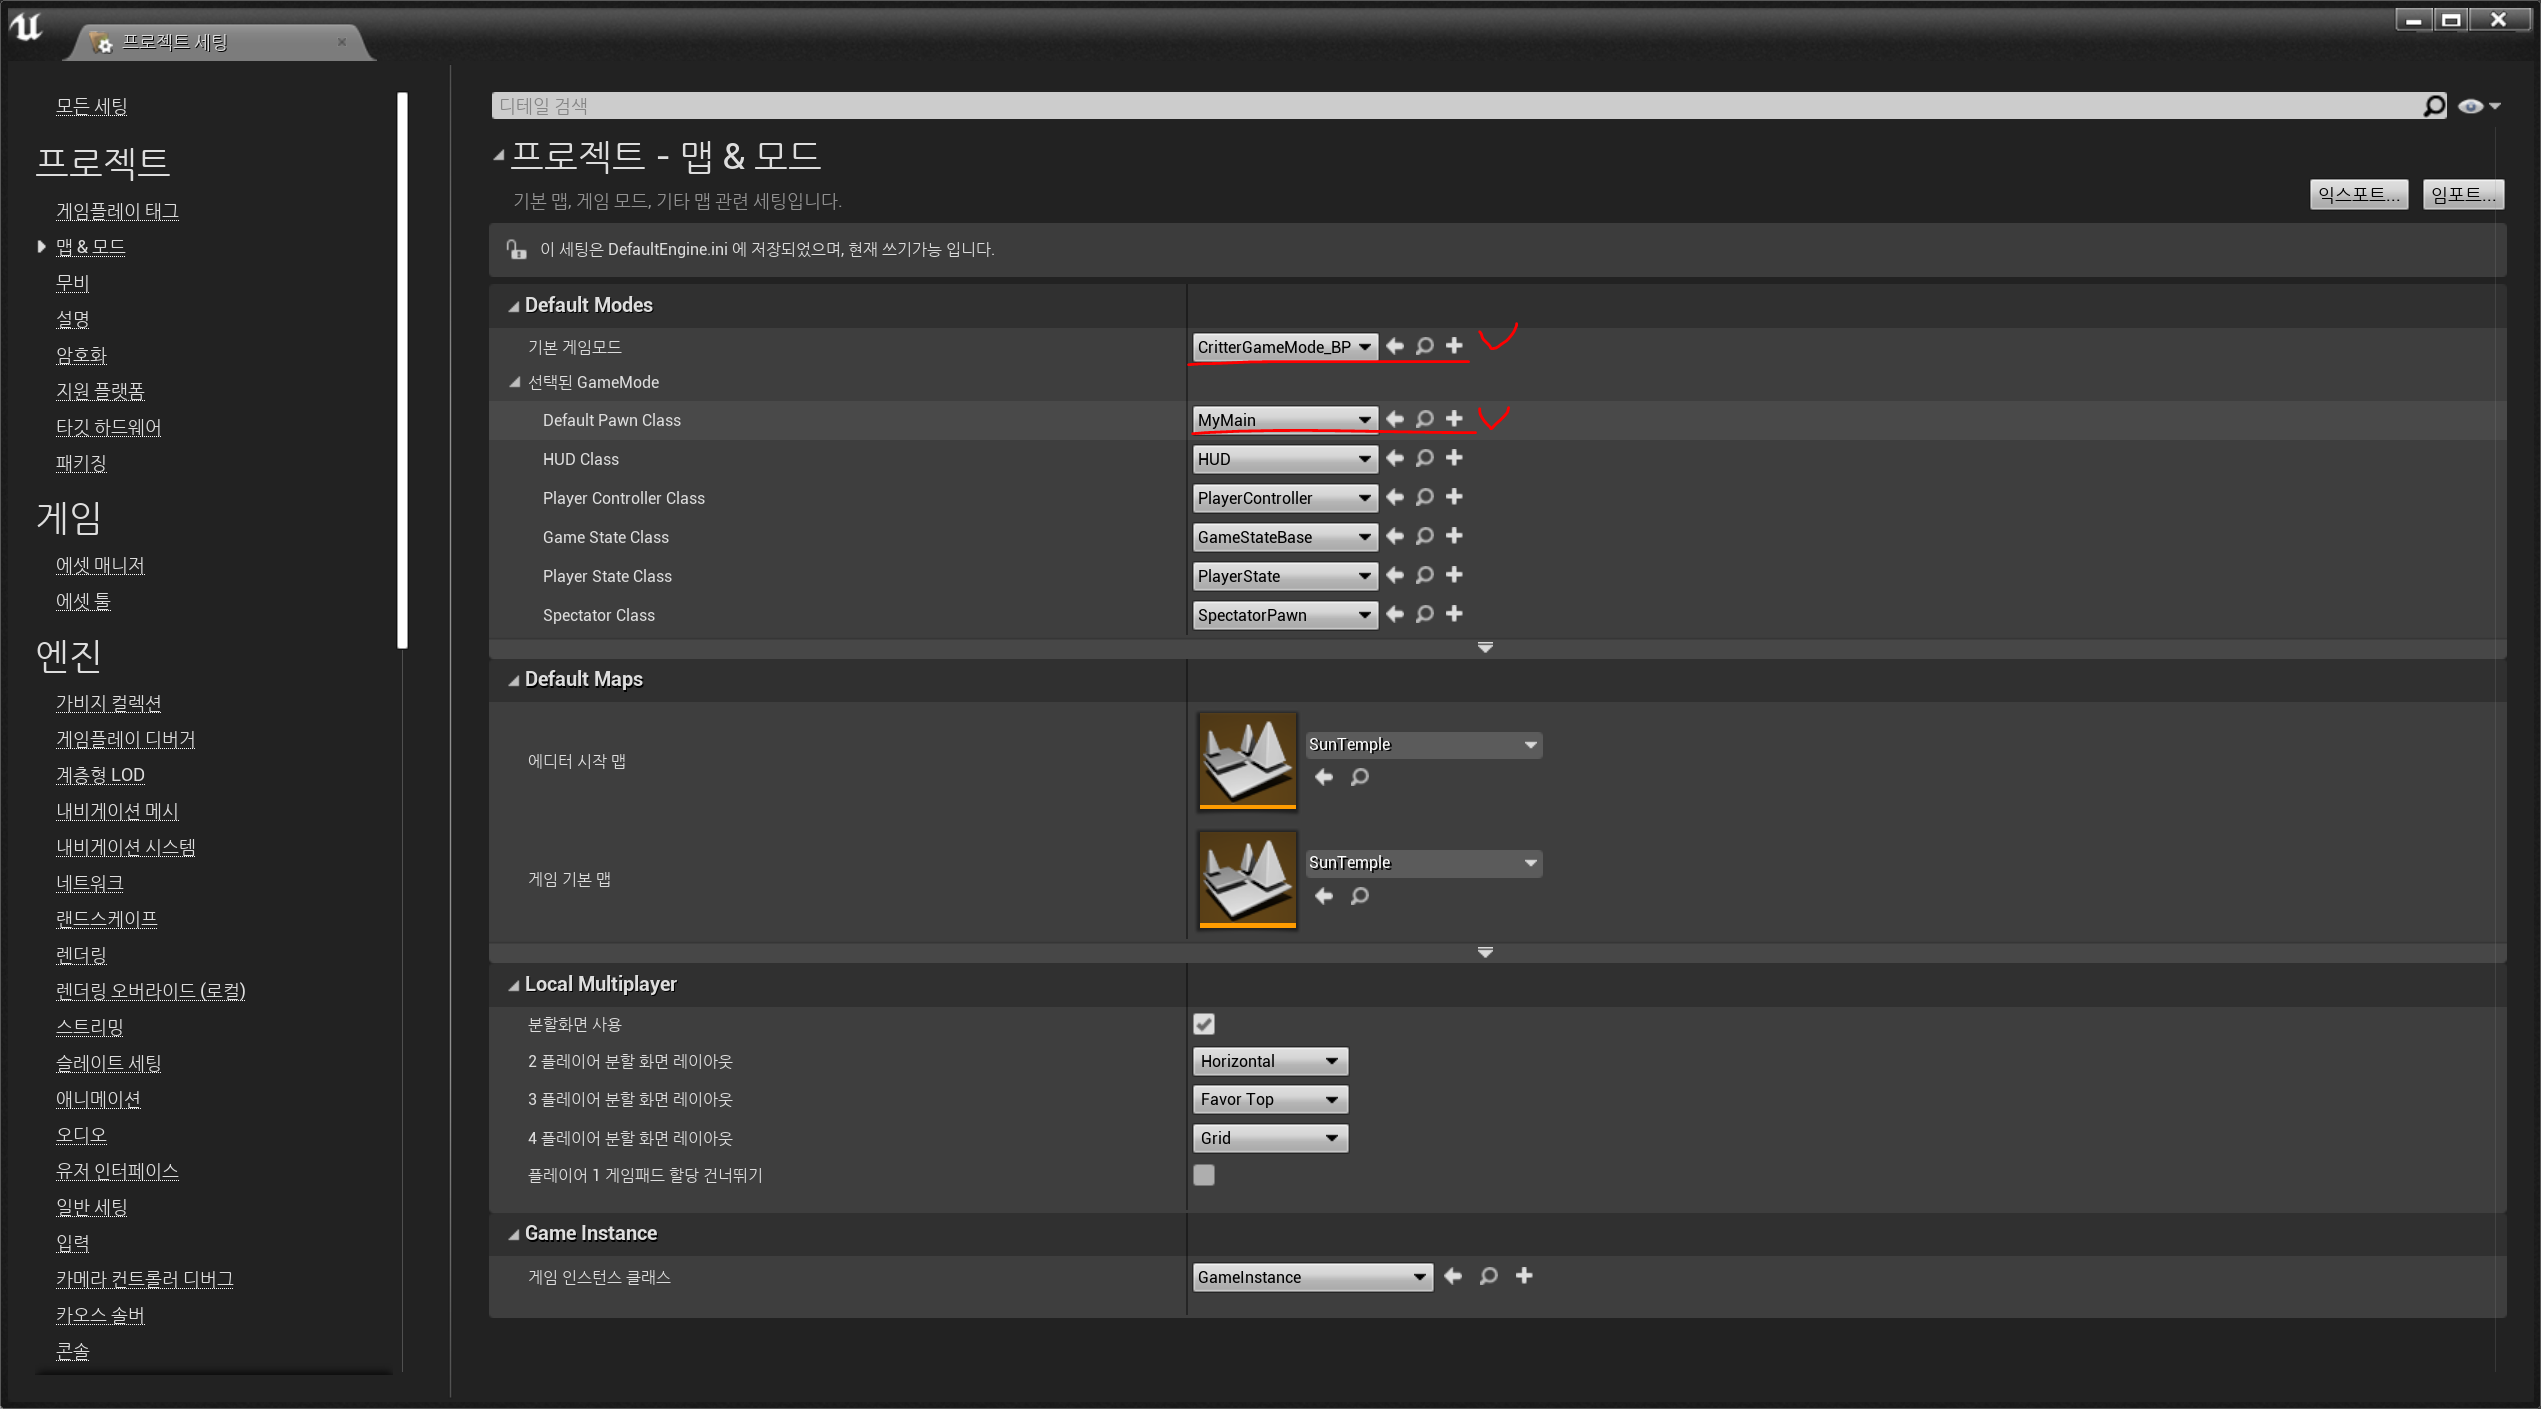 프로젝트 세팅
모든 세팅
프로젝트
게임플레이 태그
맵 & 모드
무비
설명
암호화
지원 플랫폼
타깃 하드웨어
패키징
게임
에셋 매니저
에셋 툴
엔진
가비지 컬렉션
게임플레이 디버거
계층형 LOD
내비게이션 메시
내비게이션 시스템
네트워크
랜드스케이프
렌더링
렌더링 오버라이드 (로컬)
스트리밍
슬레이트 세팅
애니메이션
오디오
유저 인터페이스
일반 세팅
입력
카메라 컨트롤러 디버그
카오스 솔버
콘솔
디테일 검색
프로젝트 - 맵 & 모드
기본 맵, 게임 모드, 기타 맵 관련 세팅입니다.
익스포트... 임포트...
이 세팅은 DefaultEngine.ini 에 저장되었으며, 현재 쓰기가능 입니다.
Default Modes
기본 게임모드 CritterGameMode_BP
선택된 GameMode
Default Pawn Class MyMain
HUD Class HUD
Player Controller Class PlayerController
Game State Class GameStateBase
Player State Class PlayerState
Spectator Class SpectatorPawn
Default Maps
에디터 시작 맵 SunTemple
게임 기본 맵 SunTemple
Local Multiplayer
분할화면 사용
2 플레이어 분할 화면 레이아웃 Horizontal
3 플레이어 분할 화면 레이아웃 Favor Top
4 플레이어 분할 화면 레이아웃 Grid
플레이어 1 게임패드 할당 건너뛰기
Game Instance
게임 인스턴스 클래스 GameInstance